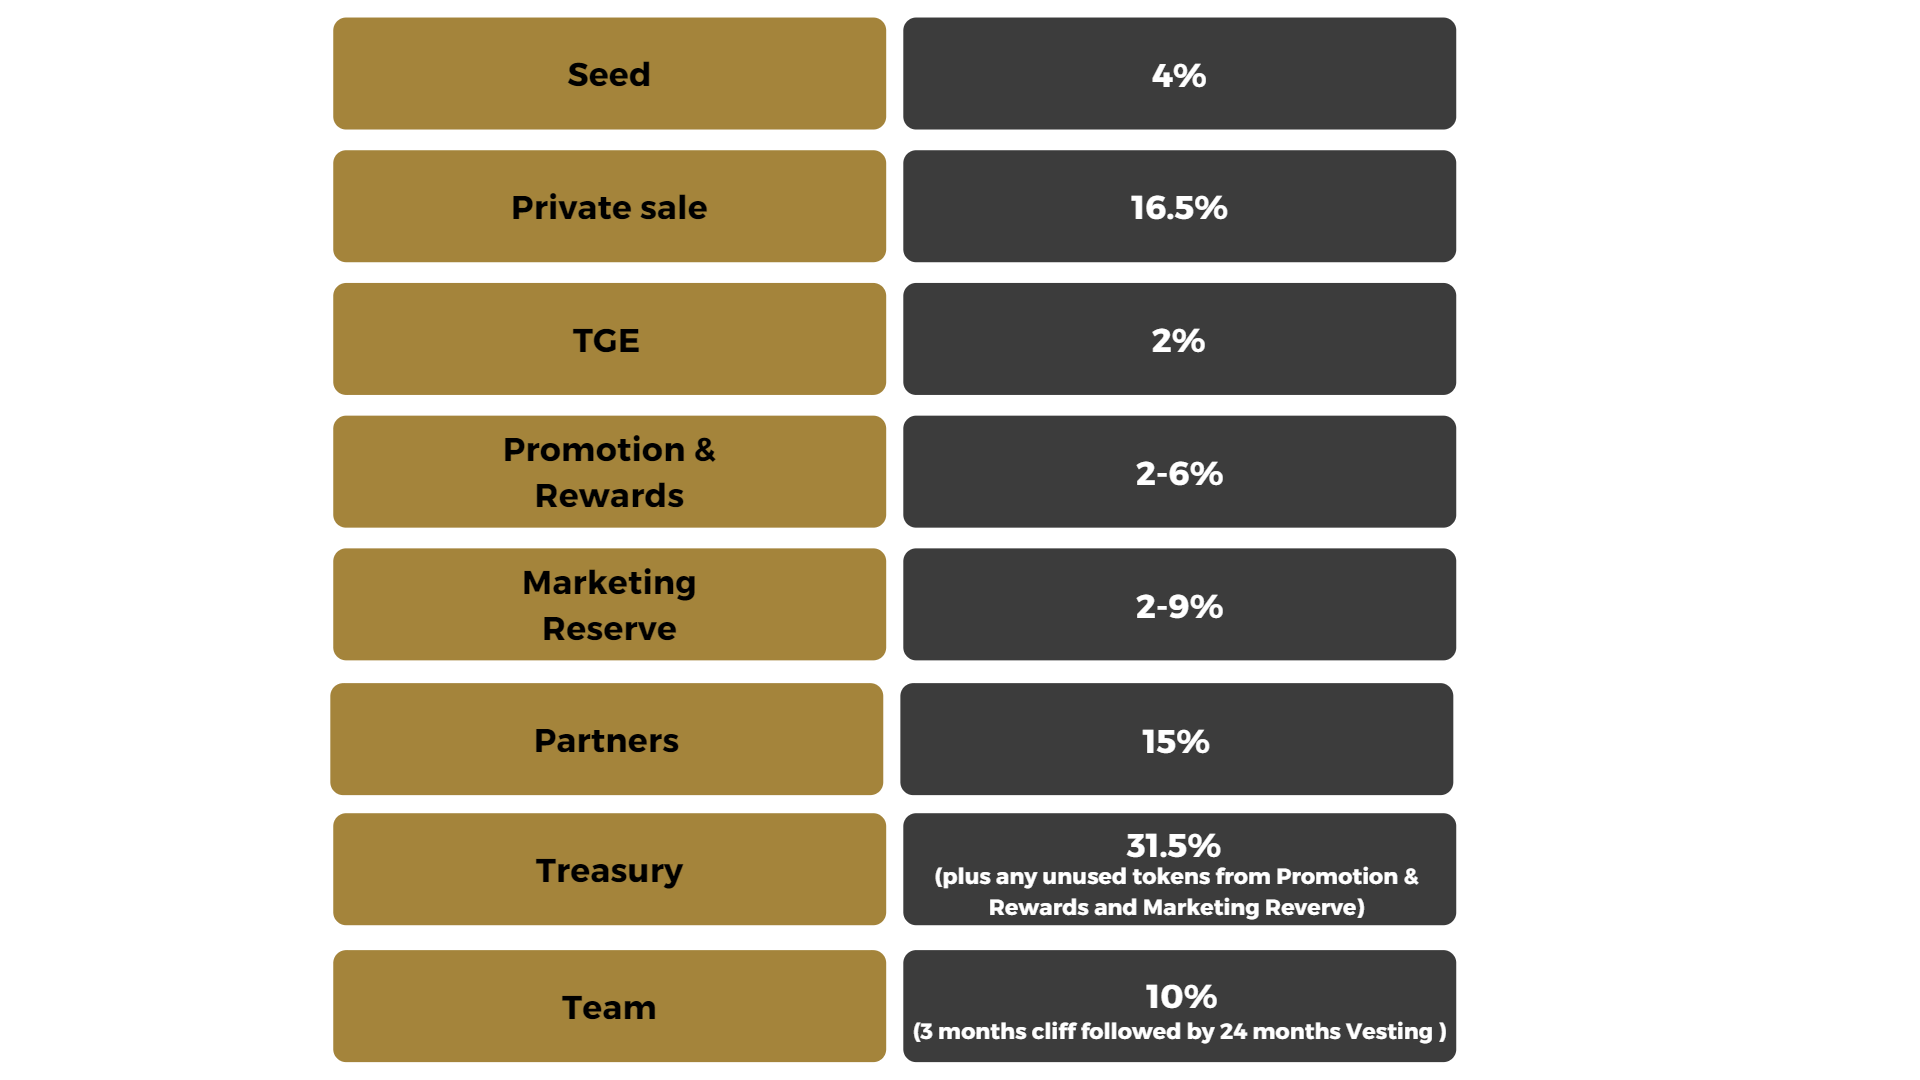 Seed
4%
Private sale
16.5%
TGE
2%
Promotion &
Rewards
2-6%
Marketing
Reserve
2-9%
Partners
15%
Treasury
31.5%
(plus any unused tokens from Promotion &
Rewards and Marketing Reverve)
Team
10%
(3 months cliff followed by 24 months Vesting )